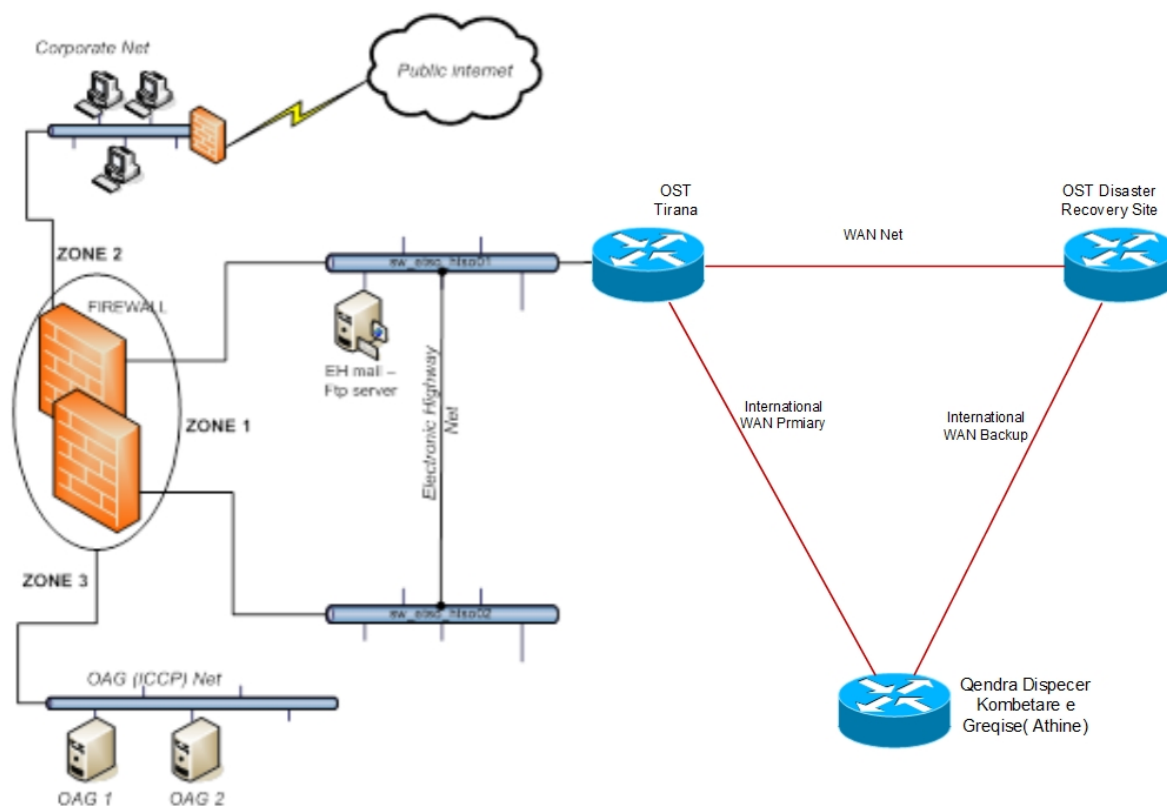 Corporate Net
Public internet
OST
Tirana
OST Disaster
Recovery Site
WAN Net
ZONE 2
FIREWALL
sw_etso_htso01
EH mail –
Ftp server
ZONE 1
Electronic Highway
Net
International
WAN Prmiary
International
WAN Backup
ZONE 3
sw_etso_htso02
OAG (ICCP) Net
OAG 1
OAG 2
Qendra Dispecer
Kombetare e
Greqise( Athine)